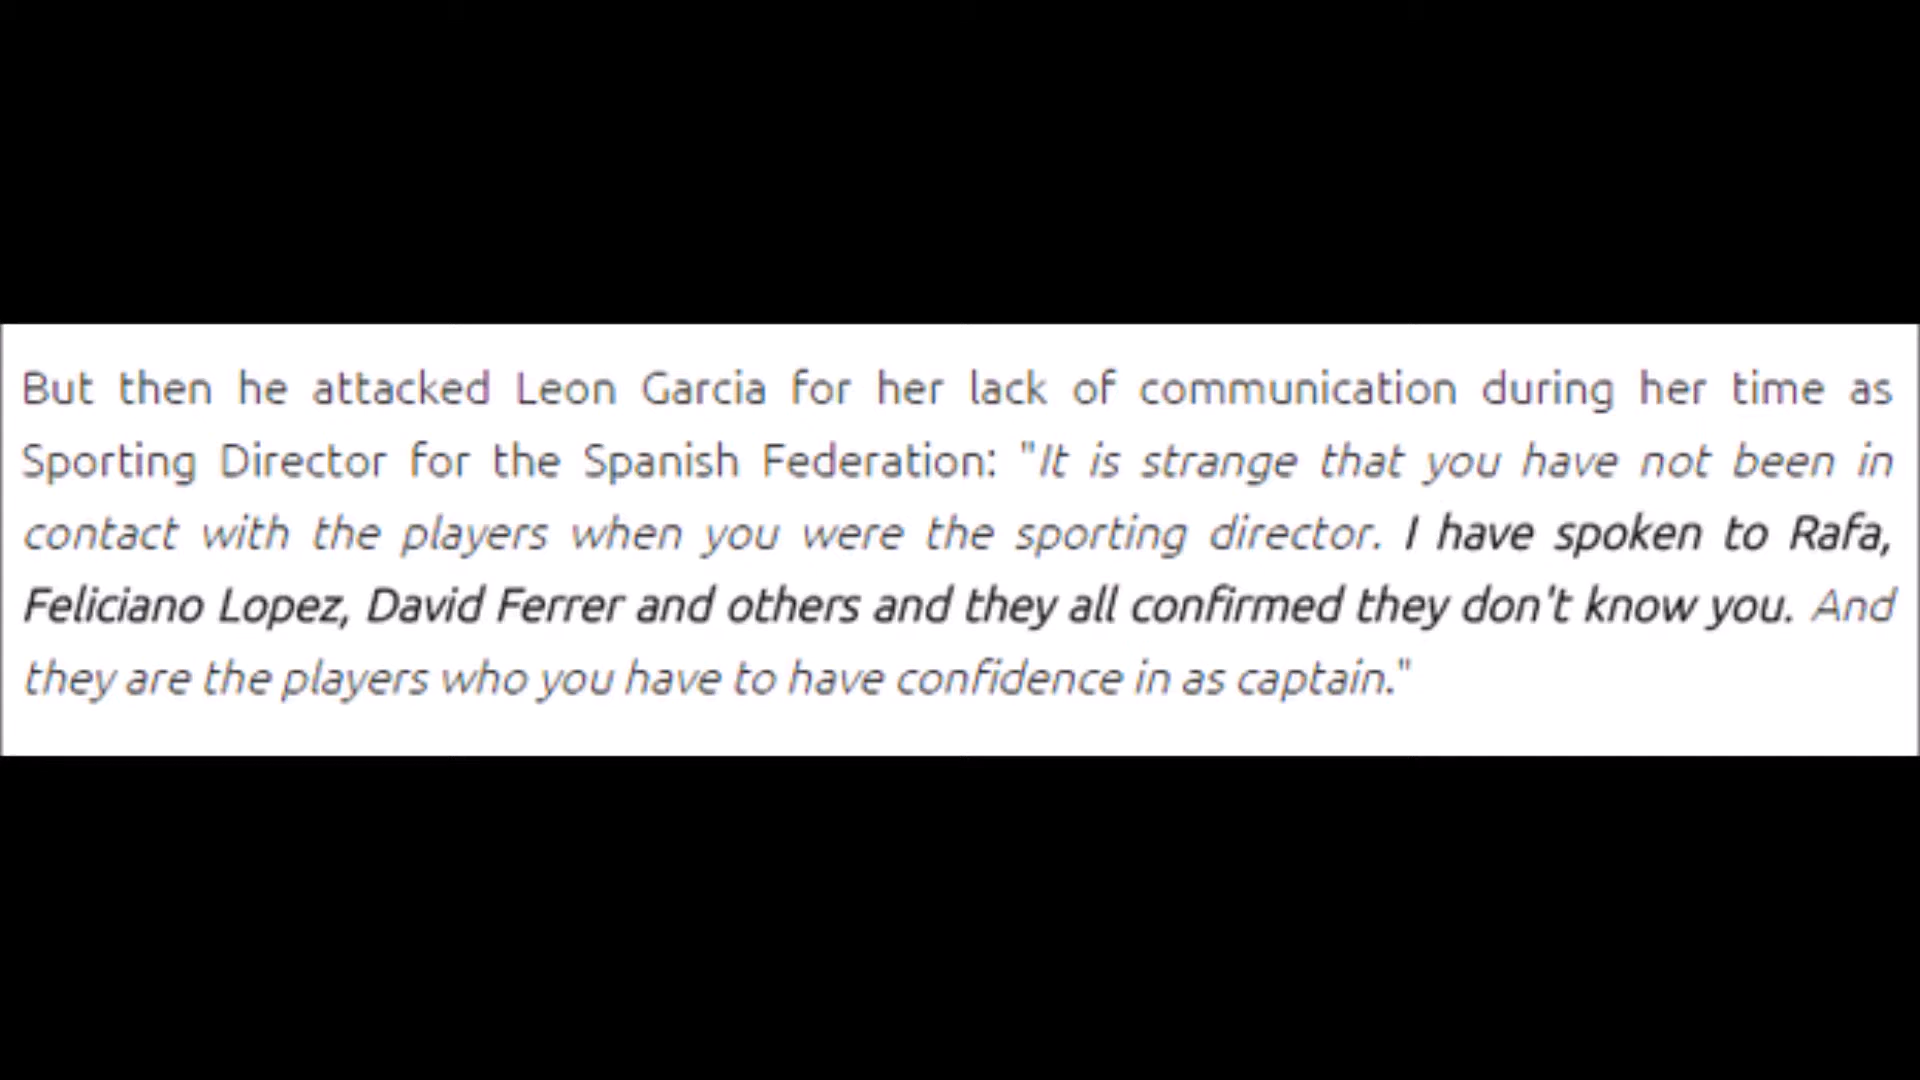 But then he attacked Leon Garcia for her lack of communication during her time as
Sporting Director for the Spanish Federation: "It is strange that you have not been in
contact with the players when you were the sporting director. I have spoken to Rafa,
Feliciano Lopez, David Ferrer and others and they all confirmed they don't know you. And
they are the players who you have to have confidence in as captain."